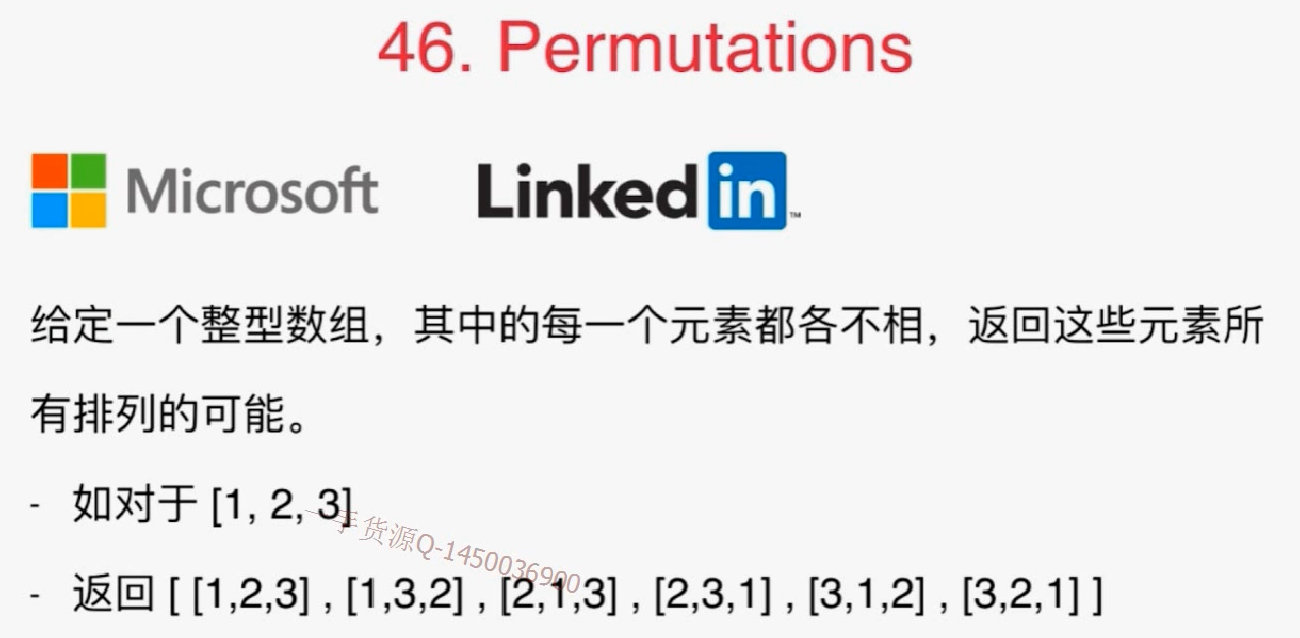 46. Permutations
Microsoft LinkedIn™
给定一个整型数组，其中的每一个元素都各不相，返回这些元素所
有排列的可能。
- 如对于 [1, 2, 3]
一手货源Q-1450036900
- 返回 [ [1,2,3] , [1,3,2] , [2,1,3] , [2,3,1] , [3,1,2] , [3,2,1] ]